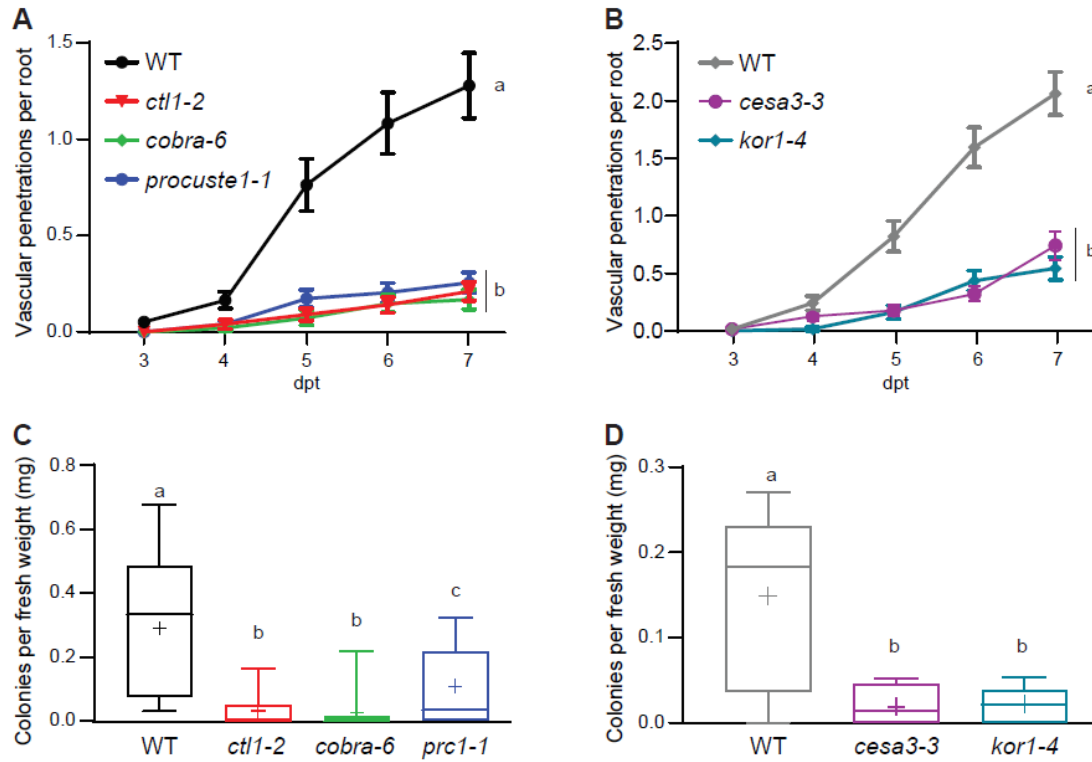 A
Vascular penetrations per root
1.5
1.0
0.5
0.0
WT
ctl1-2
cobra-6
procuste1-1
a
b
3 4 5 6 7
dpt
B
Vascular penetrations per root
2.5
2.0
1.5
1.0
0.5
0.0
WT
cesa3-3
kor1-4
a
b
3 4 5 6 7
dpt
C
Colonies per fresh weight (mg)
0.8
0.6
0.4
0.2
0.0
a
b
b
c
WT ctl1-2 cobra-6 prc1-1
D
Colonies per fresh weight (mg)
0.3
0.2
0.1
0.0
a
b
b
WT cesa3-3 kor1-4